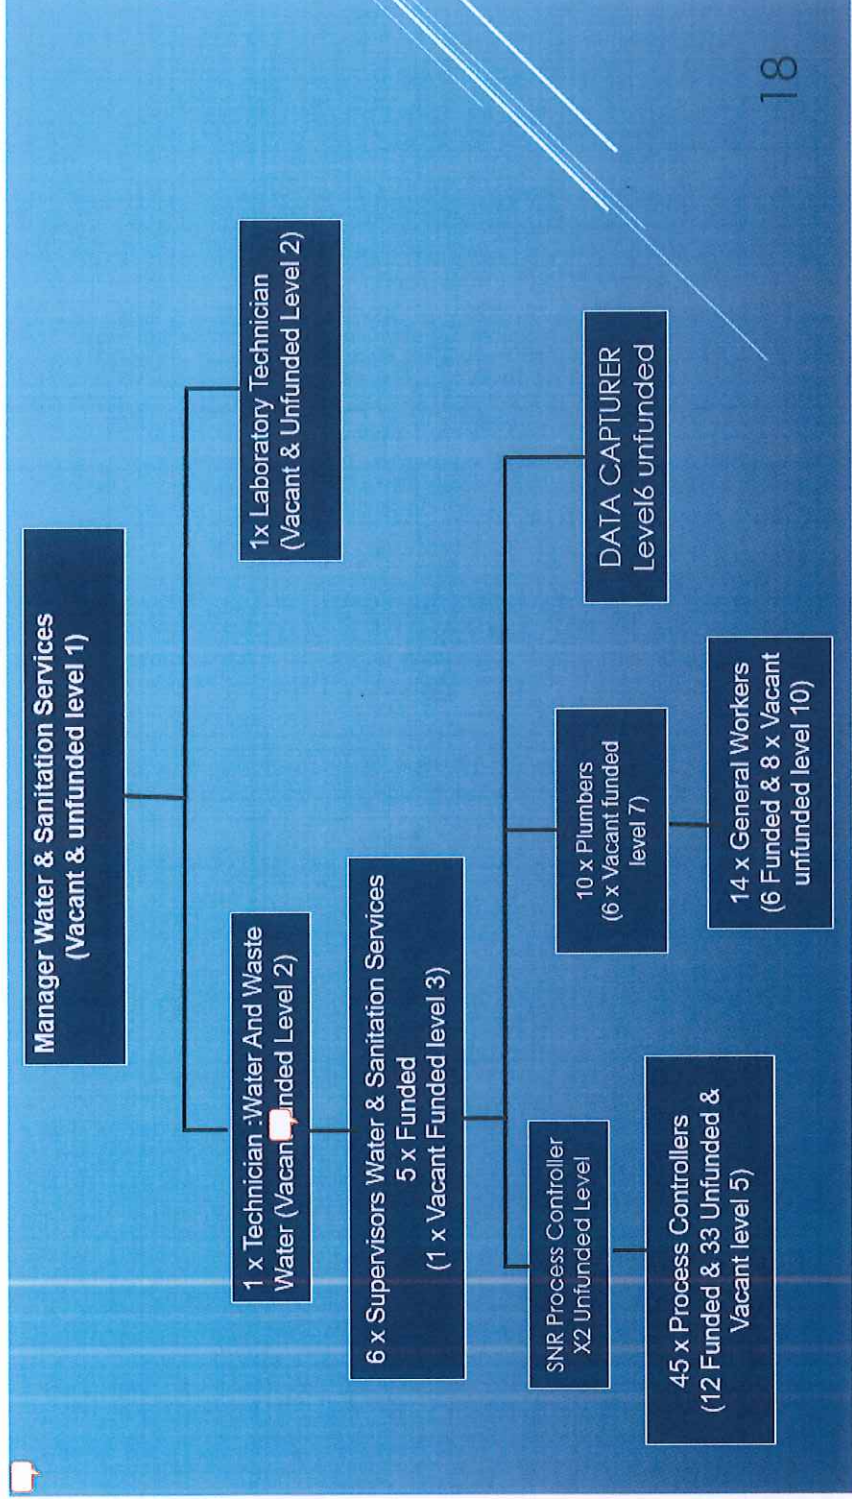 Manager Water & Sanitation Services
(Vacant & unfunded level 1)
1 x Technician :Water And Waste
Water (Vacan nded Level 2)
1x Laboratory Technician
(Vacant & Unfunded Level 2)
6 x Supervisors Water & Sanitation Services
5 x Funded
(1 x Vacant Funded level 3)
SNR Process Controller
X2 Unfunded Level
10 x Plumbers
(6 x Vacant funded
level 7)
DATA CAPTURER
Level6 unfunded
45 x Process Controllers
(12 Funded & 33 Unfunded &
Vacant level 5)
14 x General Workers
(6 Funded & 8 x Vacant
unfunded level 10)
18